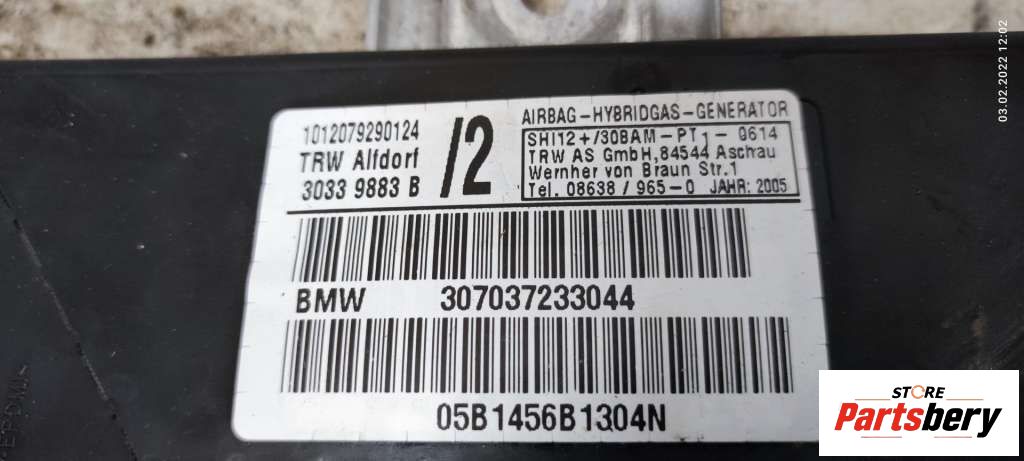 1012079290124
TRW Alfdorf
3033 9883 B
/2
AIRBAG-HYBRIDGAS-GENERATOR
SHI12+/30BAM-PT1-0614
TRW AS GmbH,84544 Aschau
Wernher von Braun Str.1
Tel. 08638 / 965-0 JAHR: 2005
BMW 307037233044
05B1456B1304N
03.02.2022 12:02
STORE
Partsbery